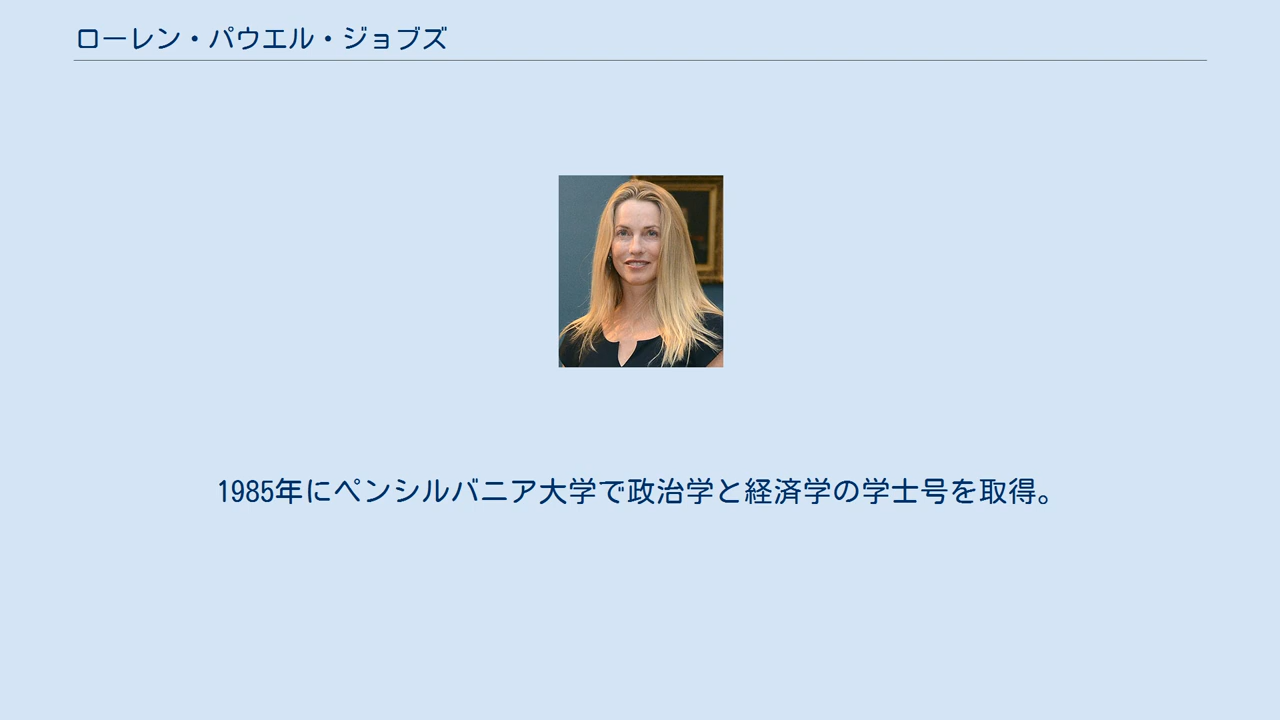 ローレン・パウエル・ジョブズ
1985年にペンシルバニア大学で政治学と経済学の学士号を取得。